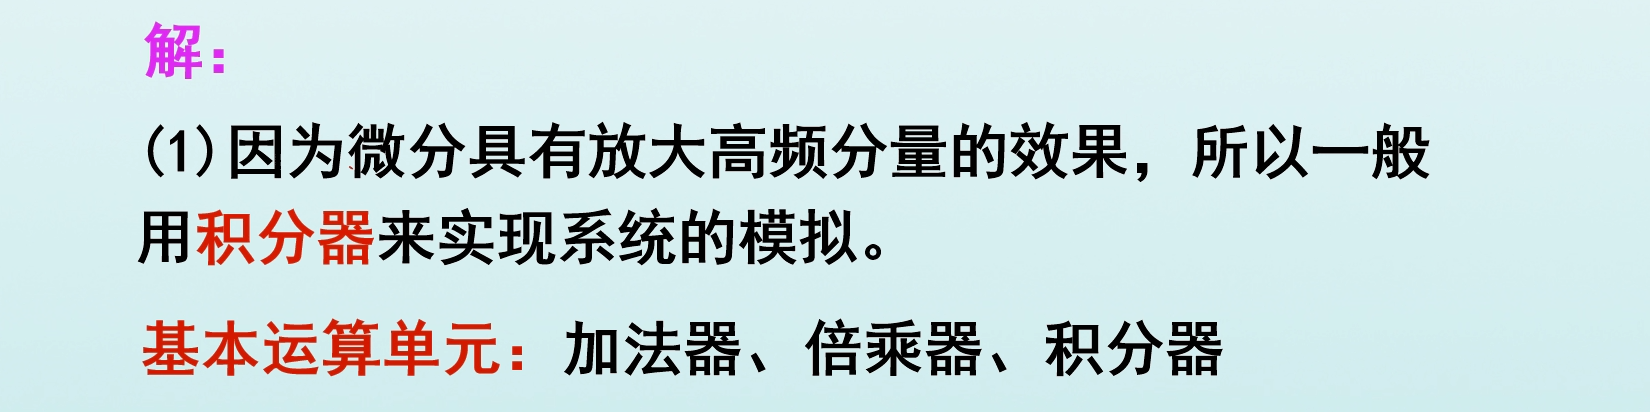 解：
(1)因为微分具有放大高频分量的效果，所以一般
用积分器来实现系统的模拟。
基本运算单元：加法器、倍乘器、积分器